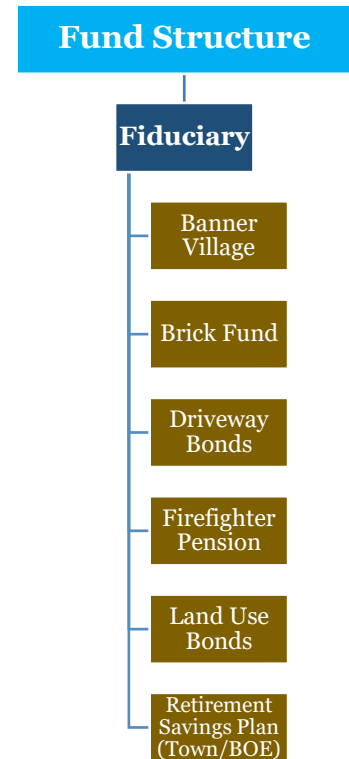 Fund Structure
Fiduciary
Banner
Village
Brick Fund
Driveway
Bonds
Firefighter
Pension
Land Use
Bonds
Retirement
Savings Plan
(Town/BOE)